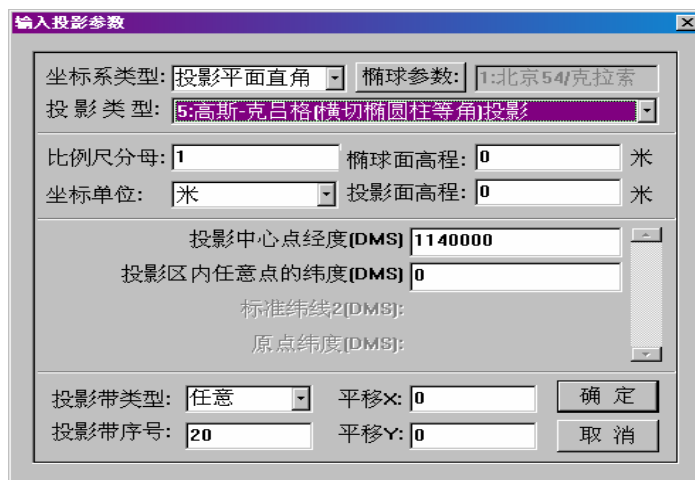 输入投影参数
坐标系类型: 投影平面直角 椭球参数: 1:北京54/克拉索
投影类型: 5:高斯-克吕格(横切椭圆柱等角)投影
比例尺分母: 1 椭球面高程: 0 米
坐标单位: 米 投影面高程: 0 米
投影中心点经度(DMS) 1140000
投影区内任意点的纬度(DMS) 0
标准纬线2(DMS):
原点纬度(DMS):
投影带类型: 任意 平移X: 0 确定
投影带序号: 20 平移Y: 0 取消